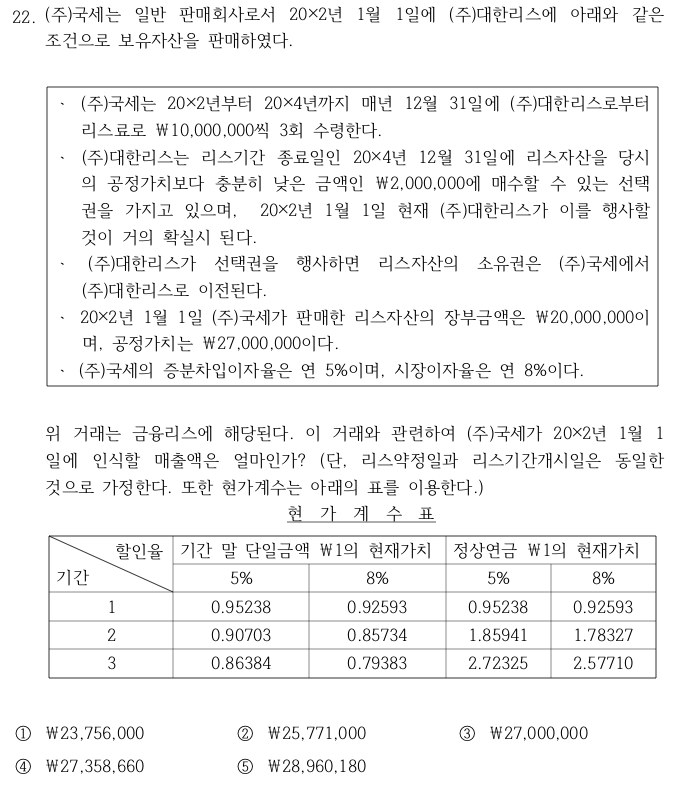 22. (주)국세는 일반 판매회사로서 20×2년 1월 1일에 (주)대한리스에 아래와 같은
조건으로 보유자산을 판매하였다.
· (주)국세는 20×2년부터 20×4년까지 매년 12월 31일에 (주)대한리스로부터
리스료로 ₩10,000,000씩 3회 수령한다.
· (주)대한리스는 리스기간 종료일인 20×4년 12월 31일에 리스자산을 당시
의 공정가치보다 충분히 낮은 금액인 ₩2,000,000에 매수할 수 있는 선택
권을 가지고 있으며, 20×2년 1월 1일 현재 (주)대한리스가 이를 행사할
것이 거의 확실시 된다.
· (주)대한리스가 선택권을 행사하면 리스자산의 소유권은 (주)국세에서
(주)대한리스로 이전된다.
· 20×2년 1월 1일 (주)국세가 판매한 리스자산의 장부금액은 ₩20,000,000이
며, 공정가치는 ₩27,000,000이다.
· (주)국세의 증분차입이자율은 연 5%이며, 시장이자율은 연 8%이다.
위 거래는 금융리스에 해당된다. 이 거래와 관련하여 (주)국세가 20×2년 1월 1
일에 인식할 매출액은 얼마인가? (단, 리스약정일과 리스기간개시일은 동일한
것으로 가정한다. 또한 현가계수는 아래의 표를 이용한다.)
현 가 계 수 표
할인율 기간 말 단일금액 ₩1의 현재가치 정상연금 ₩1의 현재가치
기간 5% 8% 5% 8%
1 0.95238 0.92593 0.95238 0.92593
2 0.90703 0.85734 1.85941 1.78327
3 0.86384 0.79383 2.72325 2.57710
① ₩23,756,000 ② ₩25,771,000 ③ ₩27,000,000
④ ₩27,358,660 ⑤ ₩28,960,180